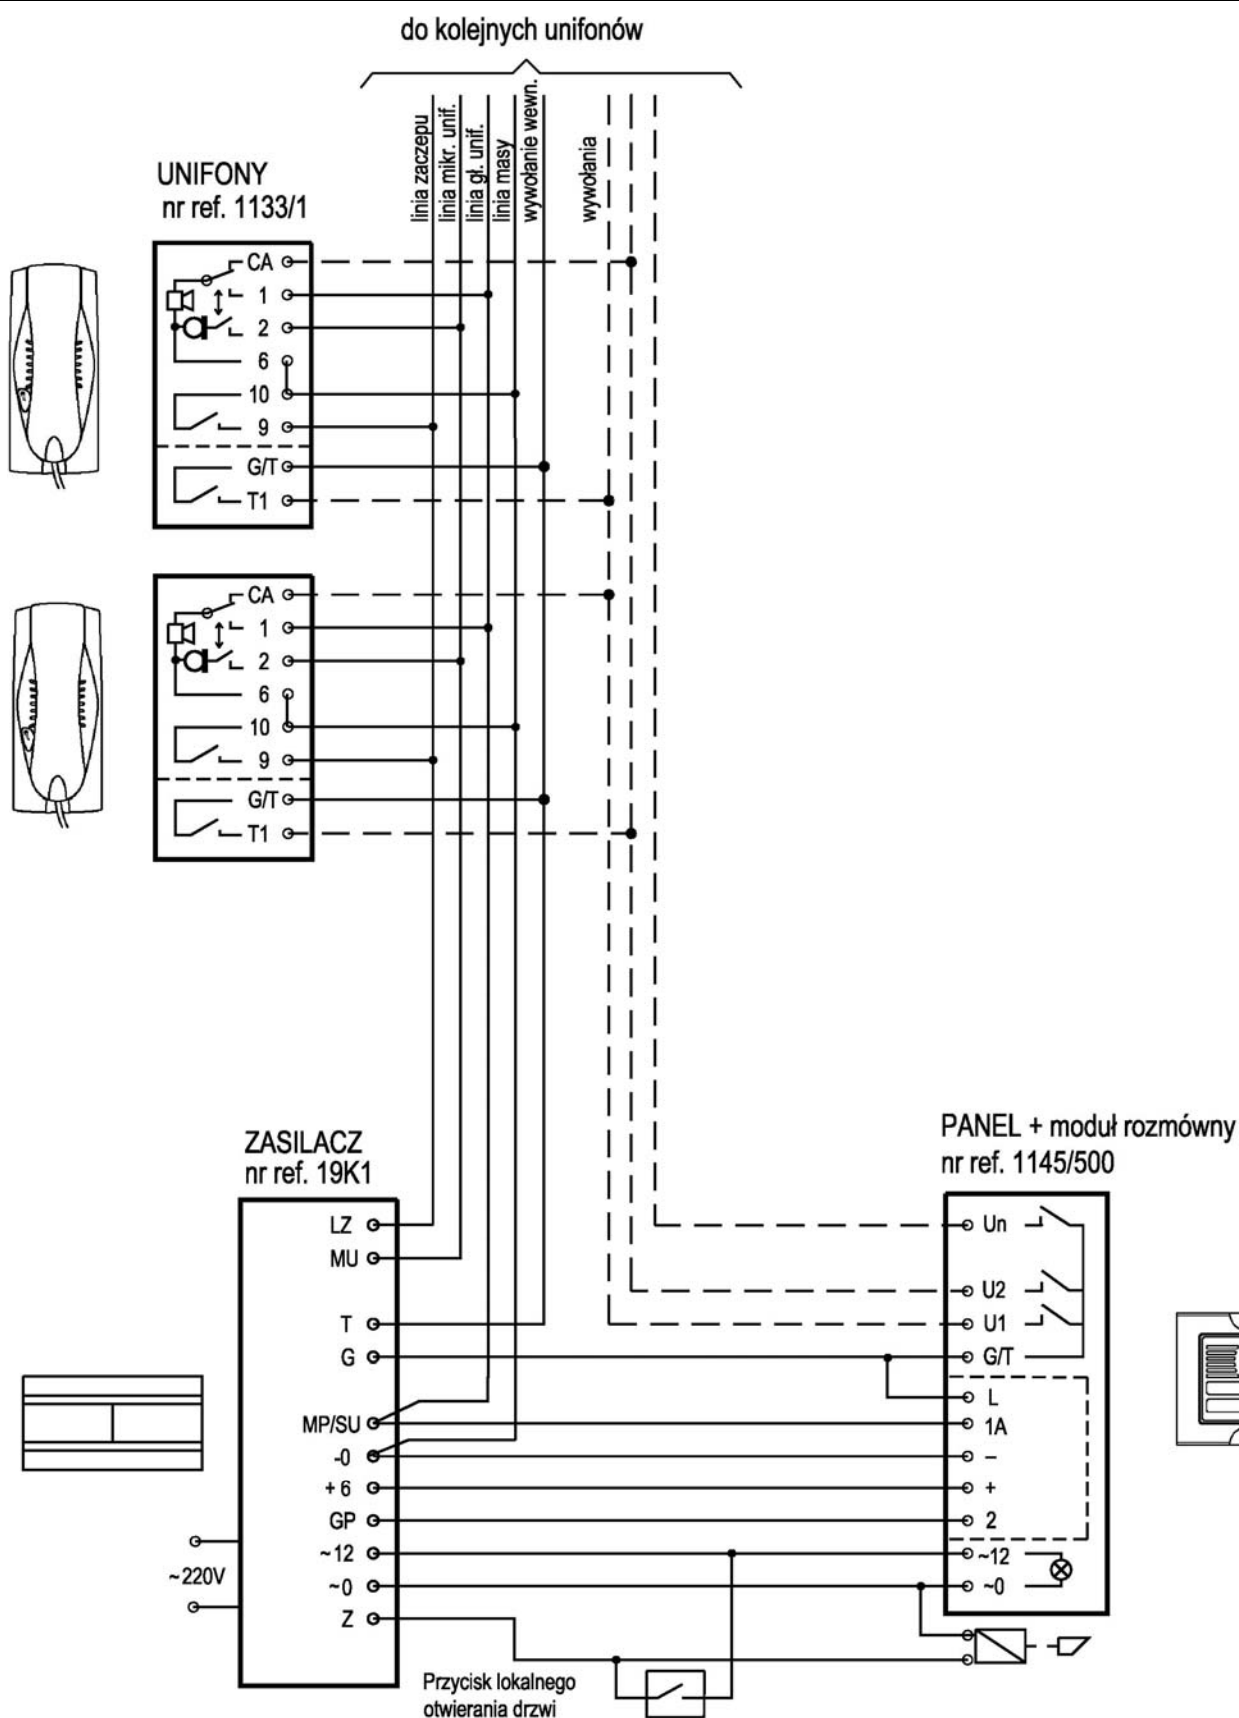 do kolejnych unifonów
linia zaczepu
linia mikr. unif.
linia gł. unif.
linia masy
wywołanie wewn.
wywołania
UNIFONY
nr ref. 1133/1
CA
1
2
6
10
9
G/T
T1
CA
1
2
6
10
9
G/T
T1
ZASILACZ
nr ref. 19K1
LZ
MU
T
G
MP/SU
-0
+ 6
GP
~12
~0
Z
~220V
PANEL + moduł rozmówny
nr ref. 1145/500
Un
U2
U1
G/T
L
1A
–
+
2
~12
~0
Przycisk lokalnego
otwierania drzwi